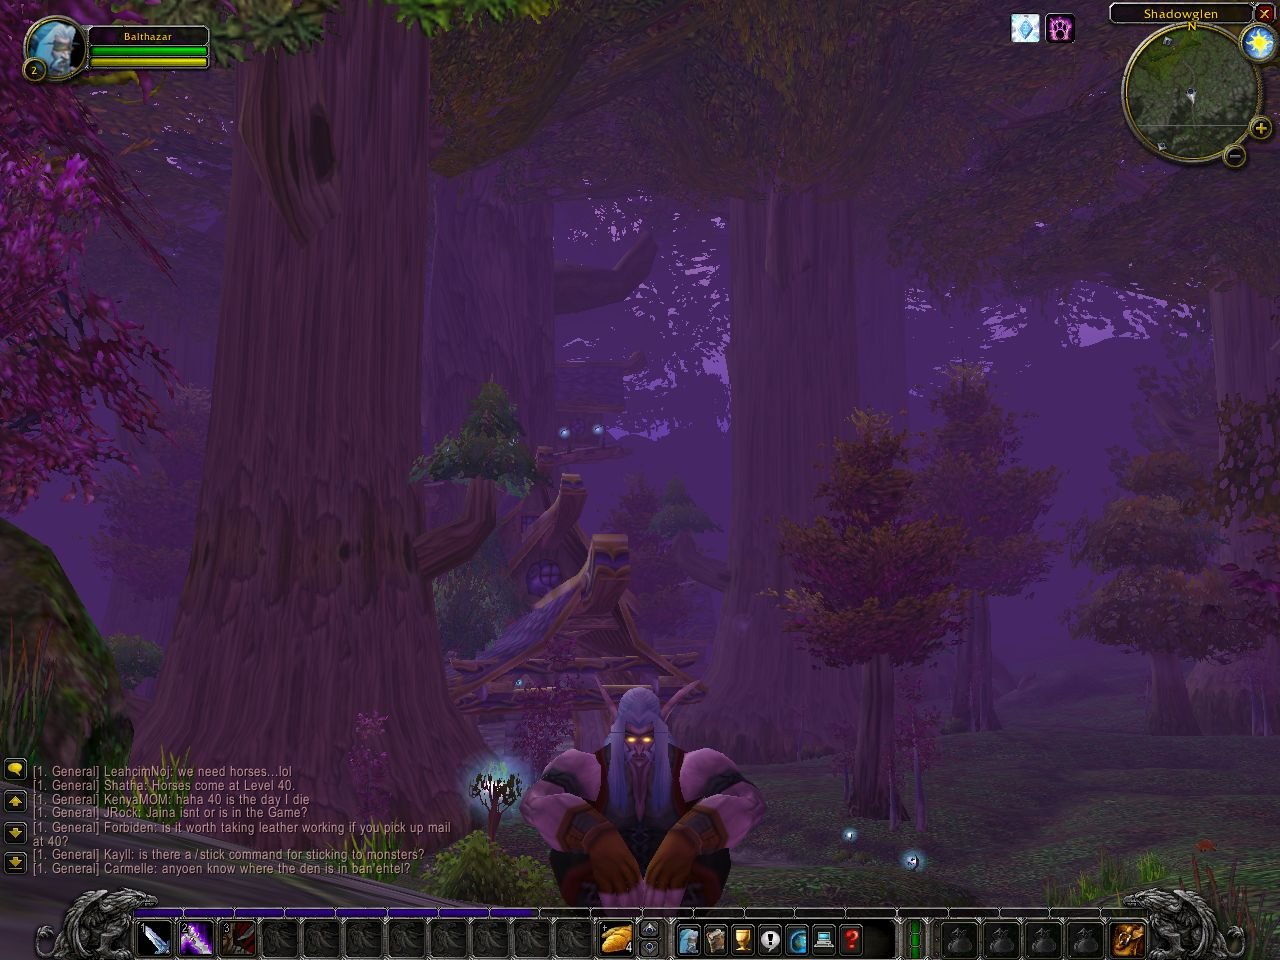 Balthazar
2
Shadowglen
N
[1. General] LeahcimNoj: we need horses...lol
[1. General] Shatha: Horses come at Level 40.
[1. General] KenyaMOM: haha 40 is the day I die
[1. General] JRock: Jaina isnt or is in the Game?
[1. General] Forbiden: is it worth taking leather working if you pick up mail
at 40?
[1. General] Kayll: is there a /stick command for sticking to monsters?
[1. General] Carmelle: anyoen know where the den is in ban'ethel?
2
3
4